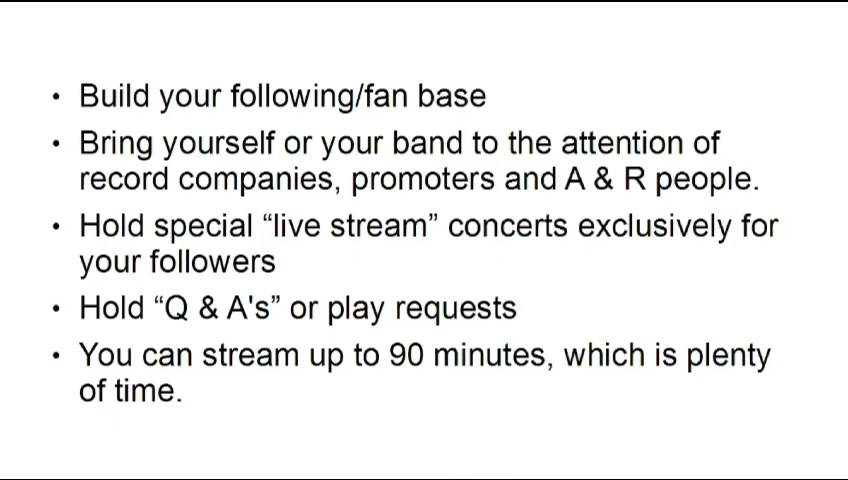 • Build your following/fan base
• Bring yourself or your band to the attention of
record companies, promoters and A & R people.
• Hold special “live stream” concerts exclusively for
your followers
• Hold “Q & A's” or play requests
• You can stream up to 90 minutes, which is plenty
of time.